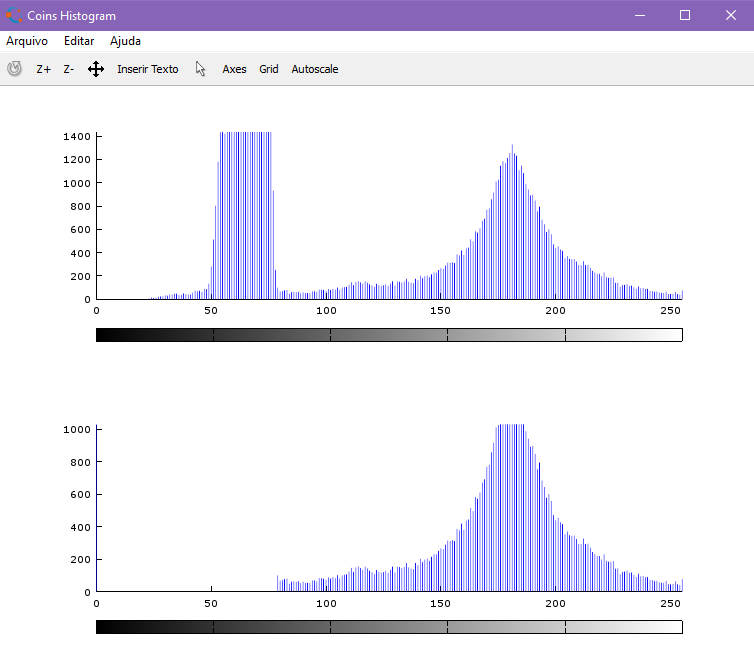 Coins Histogram
Arquivo Editar Ajuda
Z+ Z- Inserir Texto Axes Grid Autoscale
1400
1200
1000
800
600
400
200
0
0 50 100 150 200 250
1000
800
600
400
200
0
0 50 100 150 200 250